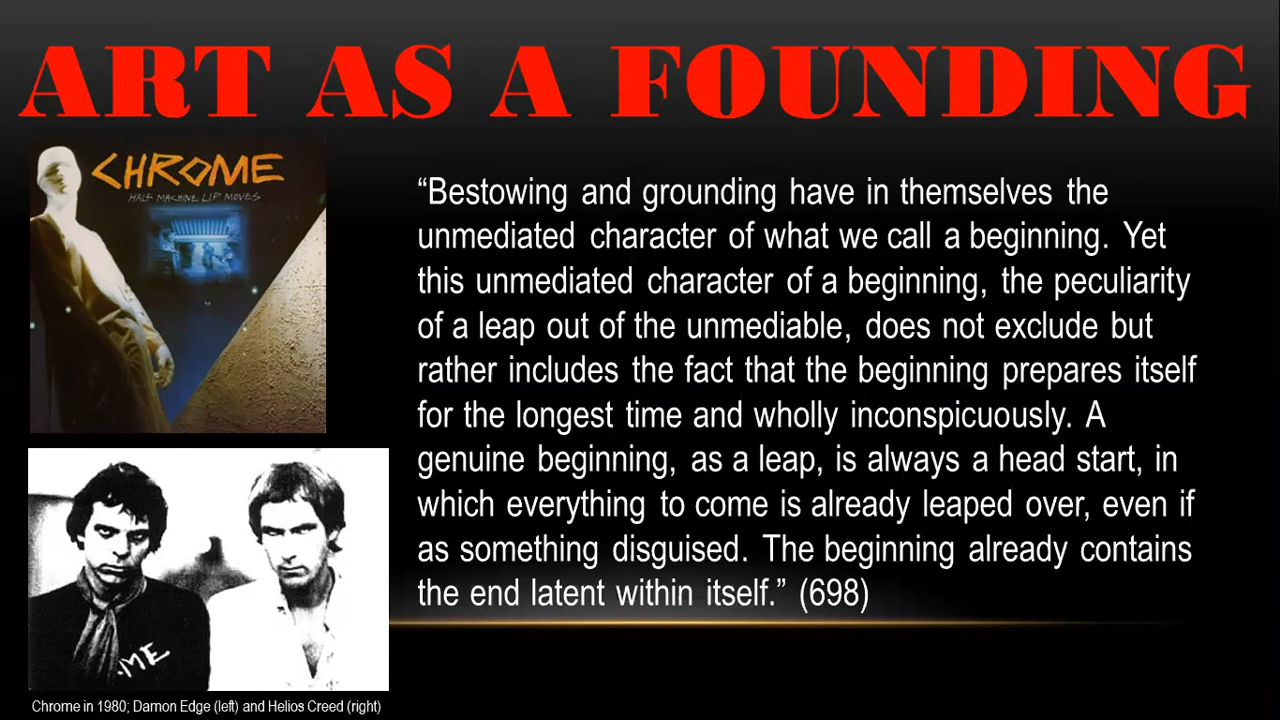 ART AS A FOUNDING
CHROME
HALF MACHINE LIP MOVES
“Bestowing and grounding have in themselves the
unmediated character of what we call a beginning. Yet
this unmediated character of a beginning, the peculiarity
of a leap out of the unmediable, does not exclude but
rather includes the fact that the beginning prepares itself
for the longest time and wholly inconspicuously. A
genuine beginning, as a leap, is always a head start, in
which everything to come is already leaped over, even if
as something disguised. The beginning already contains
the end latent within itself.” (698)
.ME
Chrome in 1980; Damon Edge (left) and Helios Creed (right)